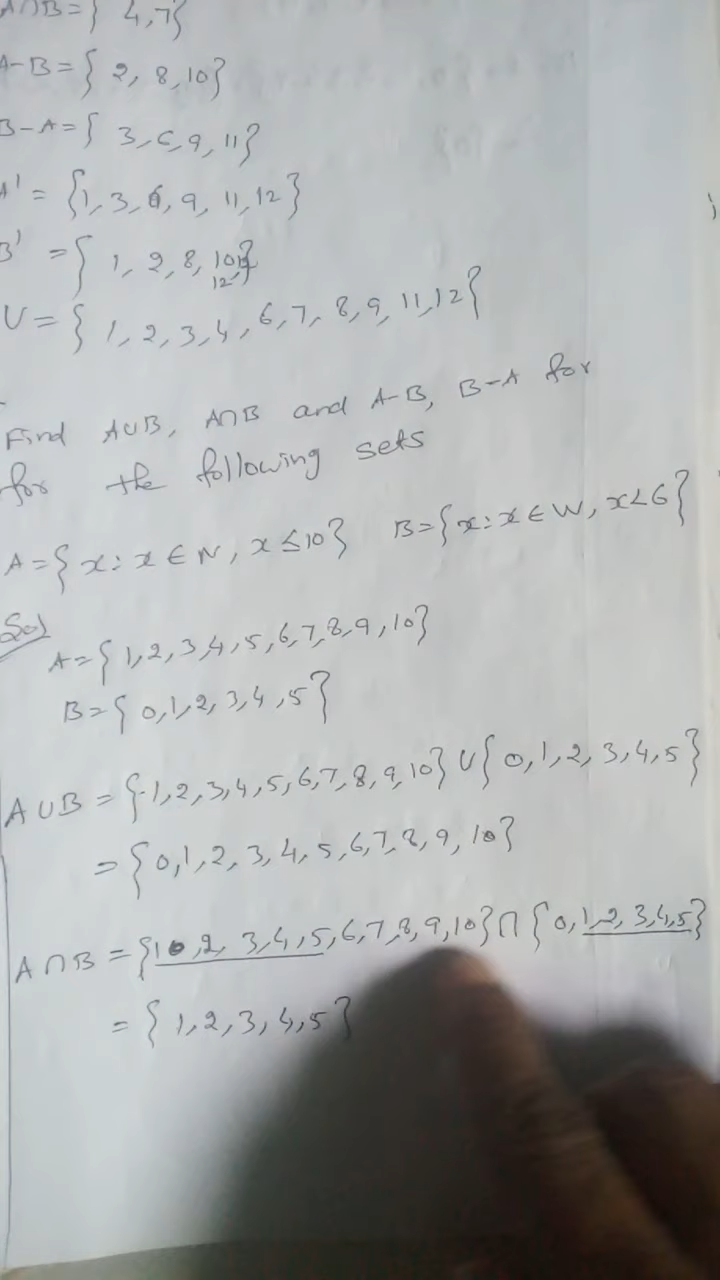 A∩B = { 4,7}
A-B = { 2, 8, 10}
B-A = { 3, 6, 9, 11}
A' = {1, 3, 6, 9, 11, 12}
B' = { 1, 2, 8, 10,
12}
U = { 1, 2, 3, 4, 6, 7, 8, 9, 11, 12}
Find A∪B, A∩B and A-B, B-A for
for the following sets
A = { x : x ∈ N, x ≤ 10} B = { x : x ∈ W, x < 6}
Sol
A = { 1, 2, 3, 4, 5, 6, 7, 8, 9, 10}
B = { 0, 1, 2, 3, 4, 5}
A ∪ B = { 1, 2, 3, 4, 5, 6, 7, 8, 9, 10} ∪ { 0, 1, 2, 3, 4, 5}
= { 0, 1, 2, 3, 4, 5, 6, 7, 8, 9, 10}
A ∩ B = { 1 , 2, 3, 4, 5, 6, 7, 8, 9, 10} ∩ { 0, 1, 2, 3, 4, 5}
= { 1, 2, 3, 4, 5}